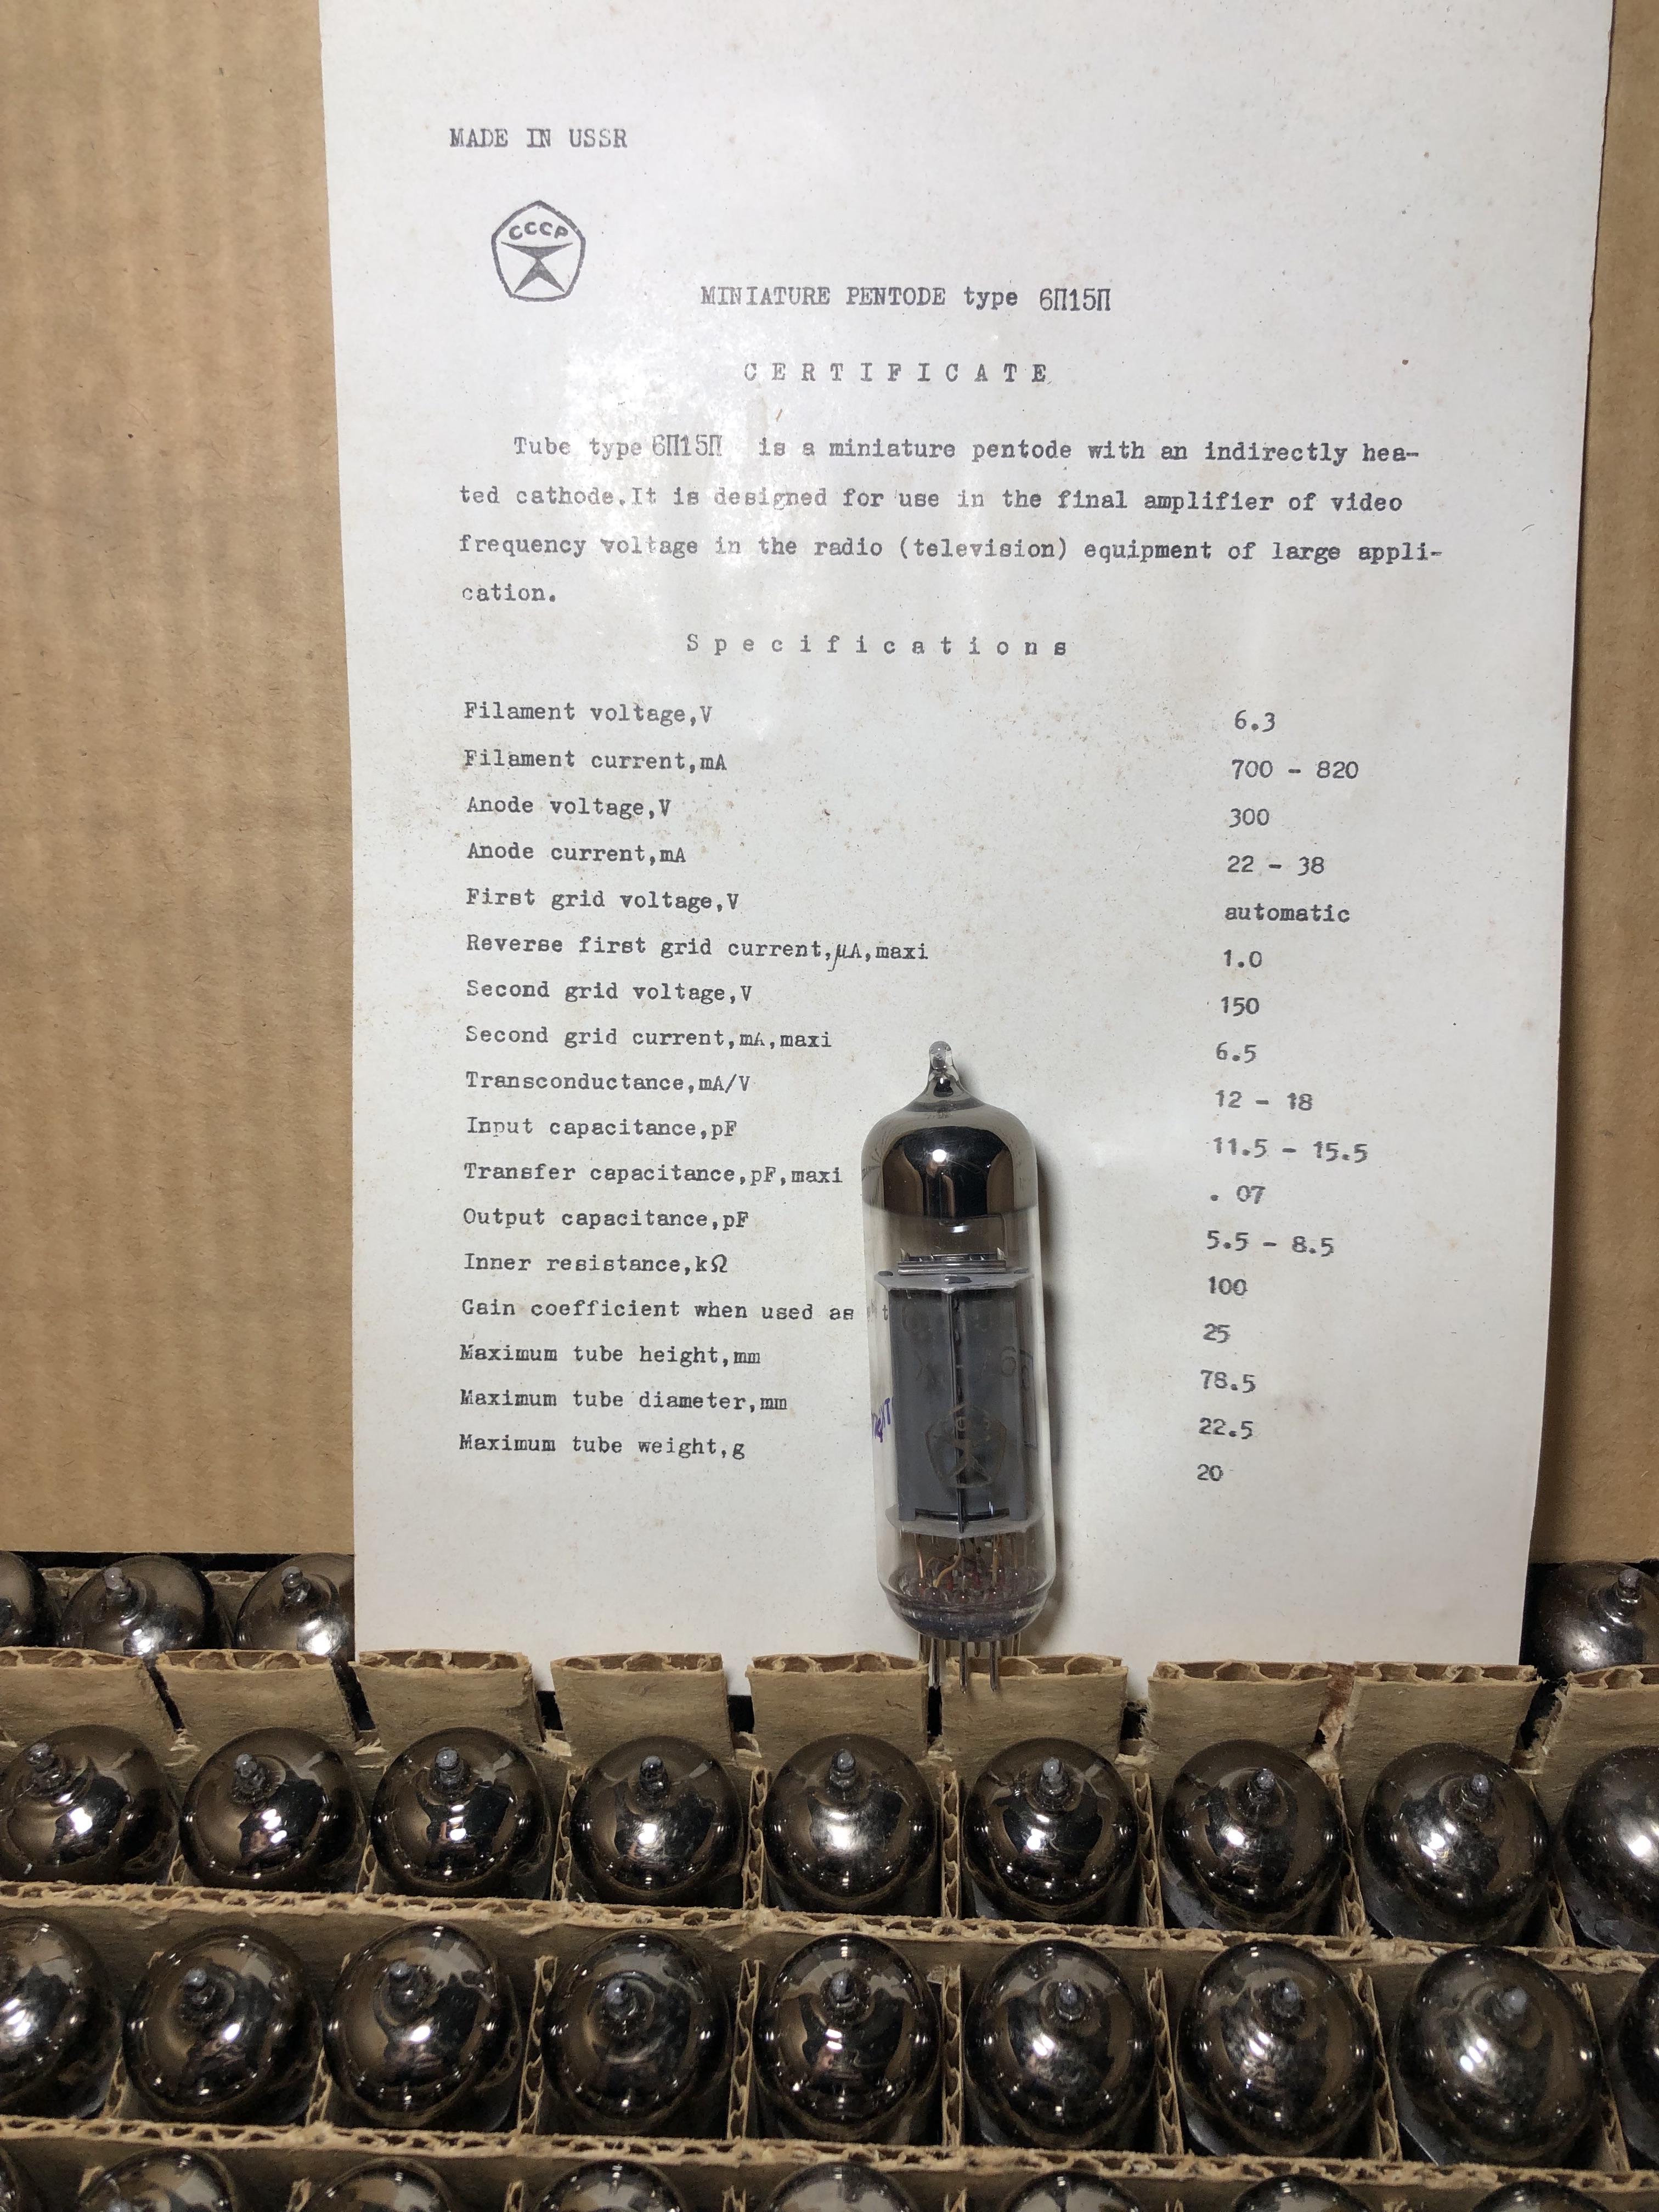 MADE IN USSR
СССР
MINIATURE PENTODE type 6П15П
CERTIFICATE
Tube type 6П15П is a miniature pentode with an indirectly hea-
ted cathode.It is designed for use in the final amplifier of video
frequency voltage in the radio (television) equipment of large appli-
cation.
Specifications
Filament voltage,V 6.3
Filament current,mA 700 - 820
Anode voltage,V 300
Anode current,mA 22 - 38
First grid voltage,V automatic
Reverse first grid current,μA,maxi 1.0
Second grid voltage,V 150
Second grid current,mA,maxi 6.5
Transconductance,mA/V 12 - 18
Input capacitance,pF 11.5 - 15.5
Transfer capacitance,pF,maxi . 07
Output capacitance,pF 5.5 - 8.5
Inner resistance,kΩ 100
Gain coefficient when used as 25
Maximum tube height,mm 78.5
Maximum tube diameter,mm 22.5
Maximum tube weight,g 20